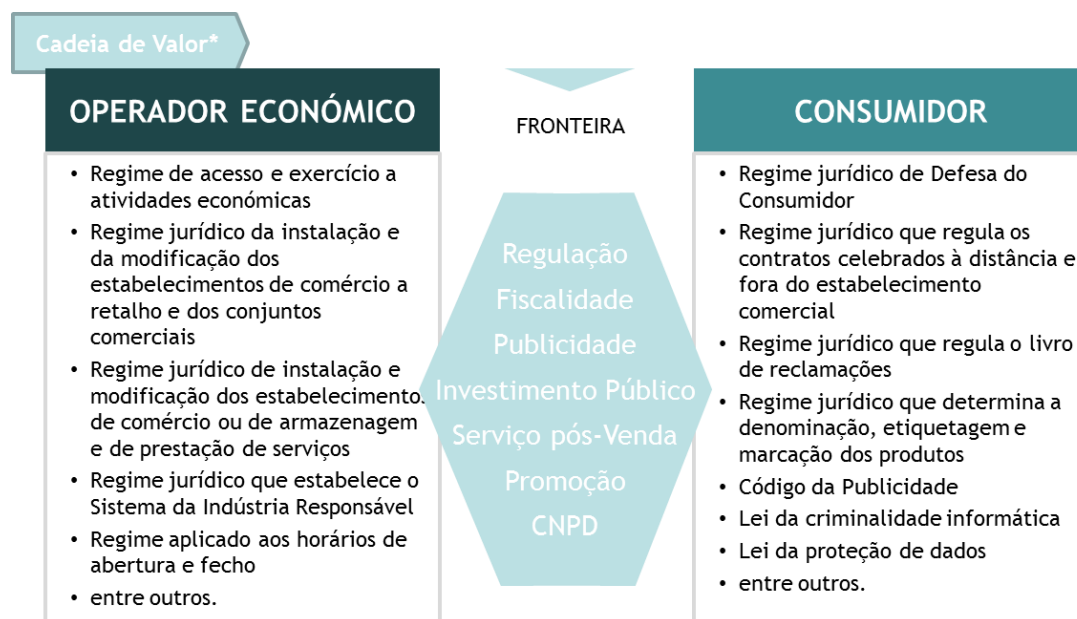 Cadeia de Valor*
OPERADOR ECONÓMICO
• Regime de acesso e exercício a
atividades económicas
• Regime jurídico da instalação e
da modificação dos
estabelecimentos de comércio a
retalho e dos conjuntos
comerciais
• Regime jurídico de instalação e
modificação dos estabelecimentos
de comércio ou de armazenagem
e de prestação de serviços
• Regime jurídico que estabelece o
Sistema da Indústria Responsável
• Regime aplicado aos horários de
abertura e fecho
• entre outros.
FRONTEIRA
Regulação
Fiscalidade
Publicidade
Investimento Público
Serviço pós-Venda
Promoção
CNPD
CONSUMIDOR
• Regime jurídico de Defesa do
Consumidor
• Regime jurídico que regula os
contratos celebrados à distância e
fora do estabelecimento
comercial
• Regime jurídico que regula o livro
de reclamações
• Regime jurídico que determina a
denominação, etiquetagem e
marcação dos produtos
• Código da Publicidade
• Lei da criminalidade informática
• Lei da proteção de dados
• entre outros.